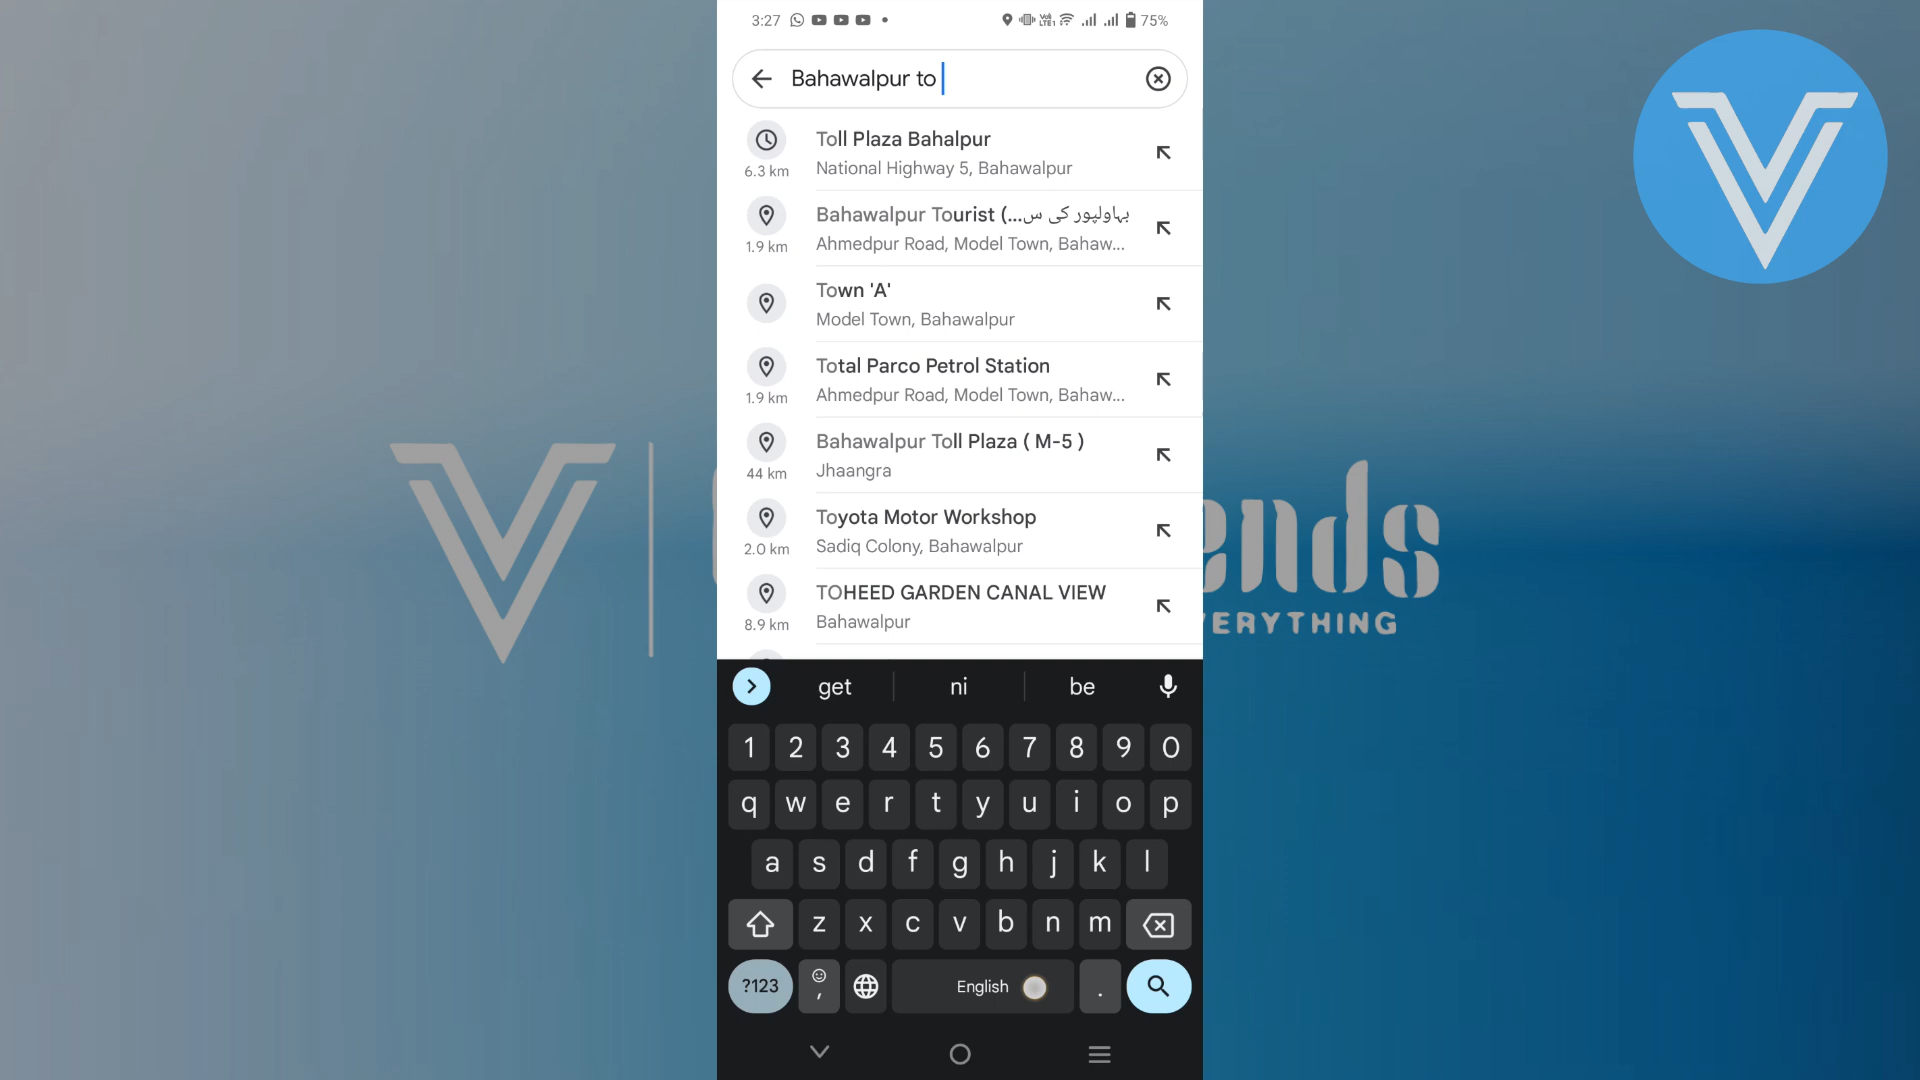 3:27
VoI LTE1 75%
Bahawalpur to
Toll Plaza Bahalpur
6.3 km
National Highway 5, Bahawalpur
Bahawalpur Tourist (...بہاولپور کی س
1.9 km
Ahmedpur Road, Model Town, Bahaw...
Town 'A'
Model Town, Bahawalpur
Total Parco Petrol Station
1.9 km
Ahmedpur Road, Model Town, Bahaw...
Bahawalpur Toll Plaza ( M-5 )
44 km
Jhaangra
Toyota Motor Workshop
2.0 km
Sadiq Colony, Bahawalpur
TOHEED GARDEN CANAL VIEW
8.9 km
Bahawalpur
ends
ERYTHING
get ni be
1 2 3 4 5 6 7 8 9 0
q w e r t y u i o p
a s d f g h j k l
z x c v b n m
?123 , English .